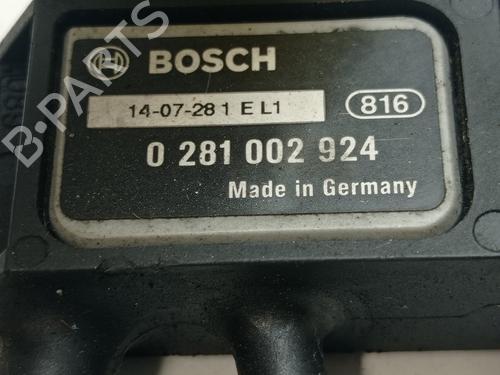 BOSCH
14-07-28 1 E L1
816
0 281 002 924
Made in Germany
B-PARTS